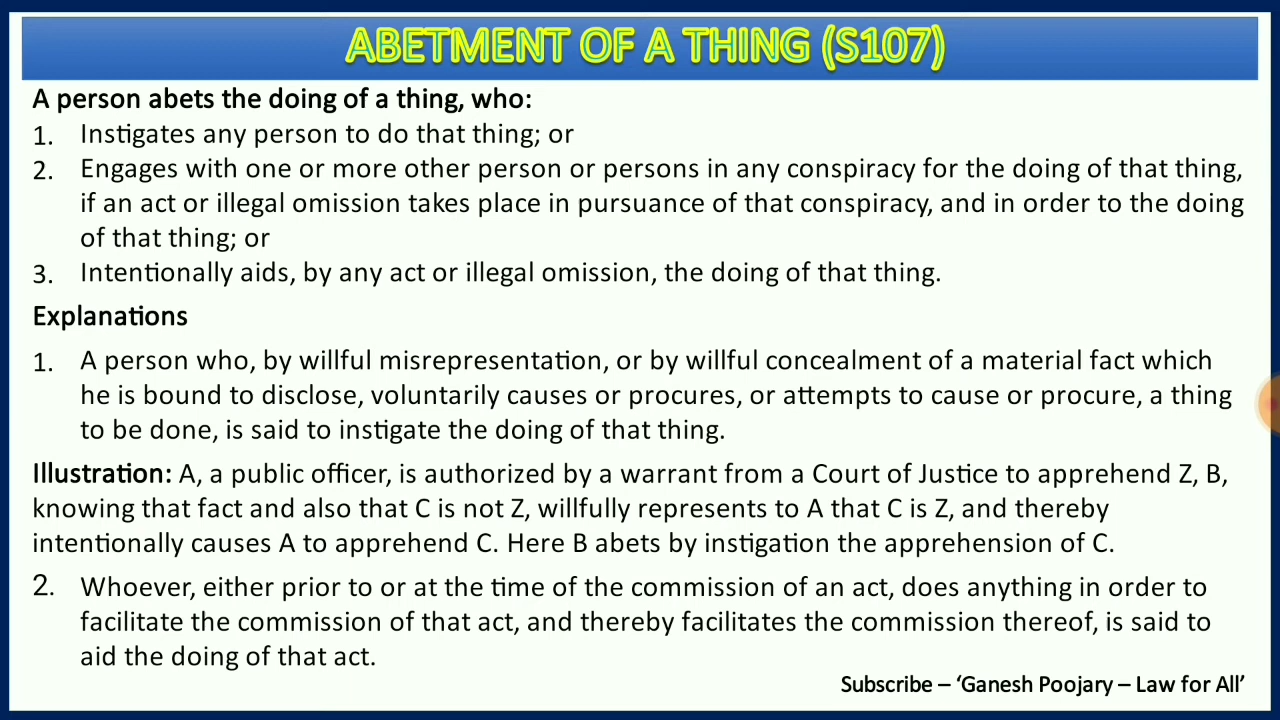 ABETMENT OF A THING (S107)
A person abets the doing of a thing, who:
1. Instigates any person to do that thing; or
2. Engages with one or more other person or persons in any conspiracy for the doing of that thing,
if an act or illegal omission takes place in pursuance of that conspiracy, and in order to the doing
of that thing; or
3. Intentionally aids, by any act or illegal omission, the doing of that thing.
Explanations
1. A person who, by willful misrepresentation, or by willful concealment of a material fact which
he is bound to disclose, voluntarily causes or procures, or attempts to cause or procure, a thing
to be done, is said to instigate the doing of that thing.
Illustration: A, a public officer, is authorized by a warrant from a Court of Justice to apprehend Z, B,
knowing that fact and also that C is not Z, willfully represents to A that C is Z, and thereby
intentionally causes A to apprehend C. Here B abets by instigation the apprehension of C.
2. Whoever, either prior to or at the time of the commission of an act, does anything in order to
facilitate the commission of that act, and thereby facilitates the commission thereof, is said to
aid the doing of that act.
Subscribe – ‘Ganesh Poojary – Law for All’